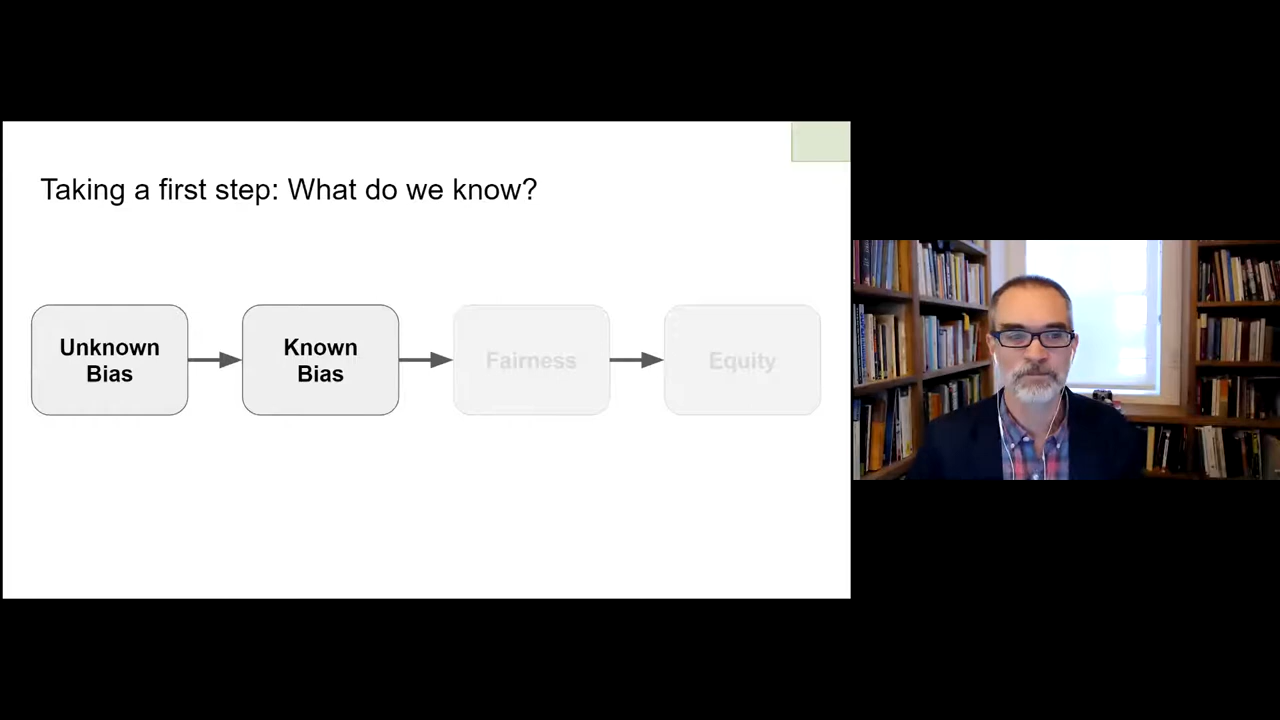 Taking a first step: What do we know?
Unknown
Bias
Known
Bias
Fairness
Equity